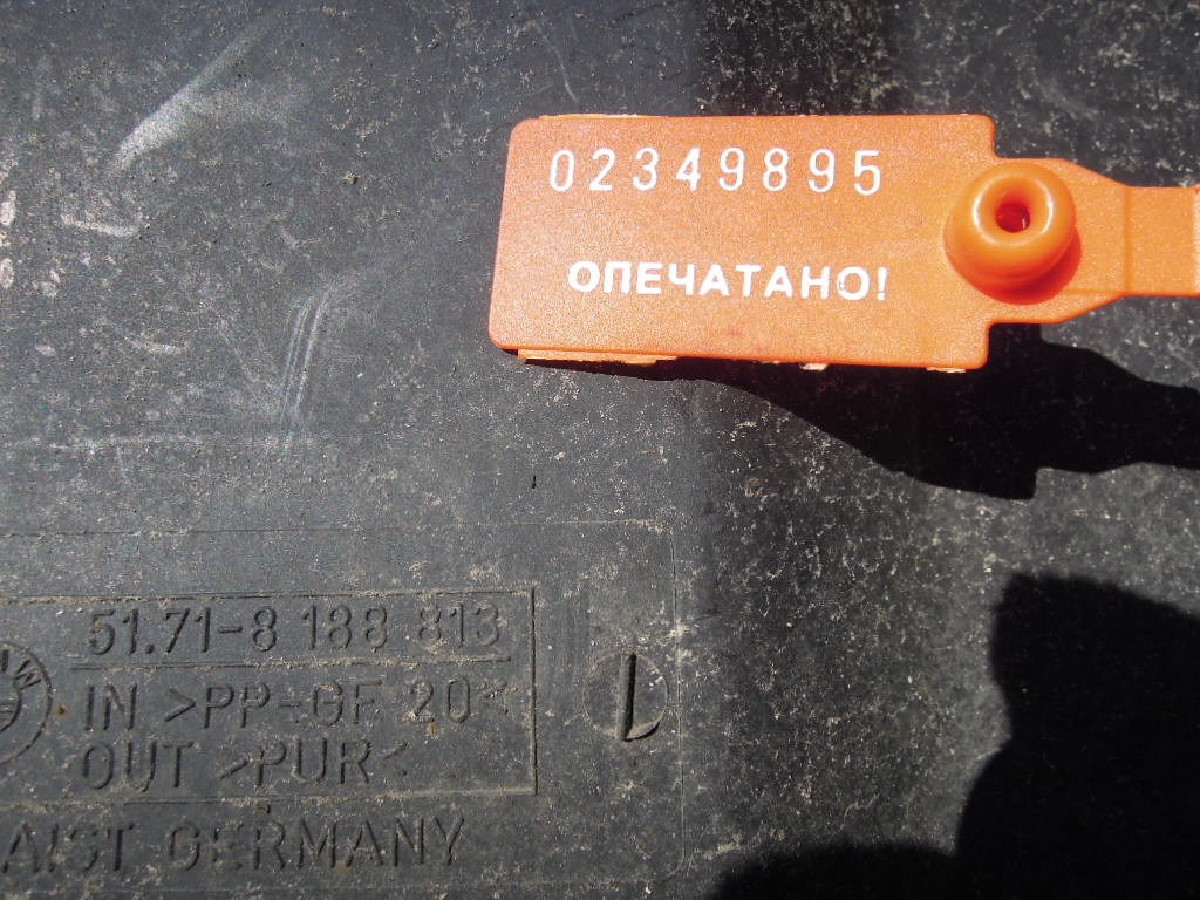 02349895
ОПЕЧАТАНО!
51.71-8 188 813
IN >PP-GF 20<
OUT >PUR<
GERMANY